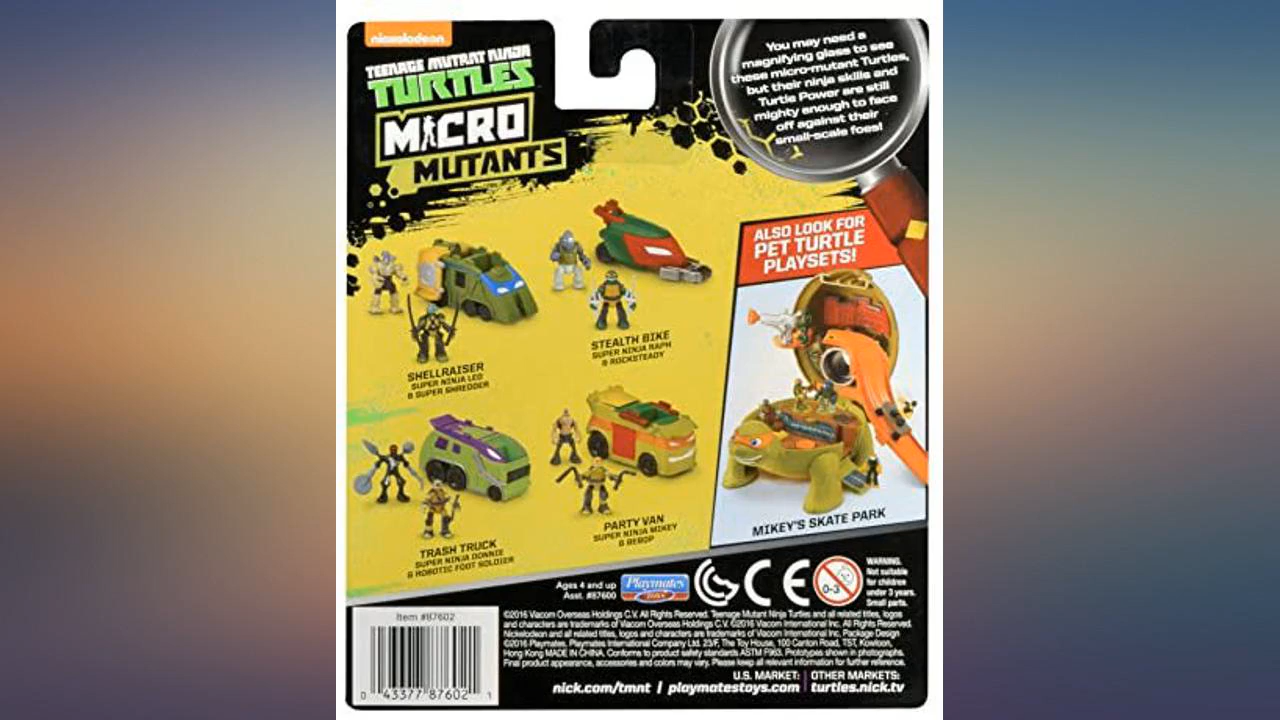 nickelodeon
TEENAGE MUTANT NINJA
TURTLES
MICRO
MUTANTS
You may need a
magnifying glass to see
these micro-mutant Turtles,
but their ninja skills and
Turtle Power are still
mighty enough to face
off against their
small-scale foes!
SHELLRAISER
SUPER NINJA LEO
& SUPER SHREDDER
STEALTH BIKE
SUPER NINJA RAPH
& ROCKSTEADY
TRASH TRUCK
SUPER NINJA DONNIE
& ROBOTIC FOOT SOLDIER
PARTY VAN
SUPER NINJA MIKEY
& BEBOP
ALSO LOOK FOR
PET TURTLE
PLAYSETS!
MIKEY'S SKATE PARK
Ages 4 and up
Asst. #87600
Playmates
toys
CE
0-3
WARNING.
Not suitable
for children
under 3 years.
Small parts.
Item #87602
0 43377 87602 1
©2016 Viacom Overseas Holdings C.V. All Rights Reserved. Teenage Mutant Ninja Turtles and all related titles, logos
and characters are trademarks of Viacom Overseas Holdings C.V. ©2016 Viacom International Inc. All Rights Reserved.
Nickelodeon and all related titles, logos and characters are trademarks of Viacom International Inc. Package Design
©2016 Playmates. Playmates International Company Ltd. 23/F, The Toy House, 100 Canton Road, TST, Kowloon,
Hong Kong MADE IN CHINA. Conforms to product safety standards ASTM F963. Prototypes shown in photographs.
Final product appearance, accessories and colors may vary. Please keep all relevant information for further reference.
U.S. MARKET: | OTHER MARKETS:
nick.com/tmnt | playmatestoys.com | turtles.nick.tv